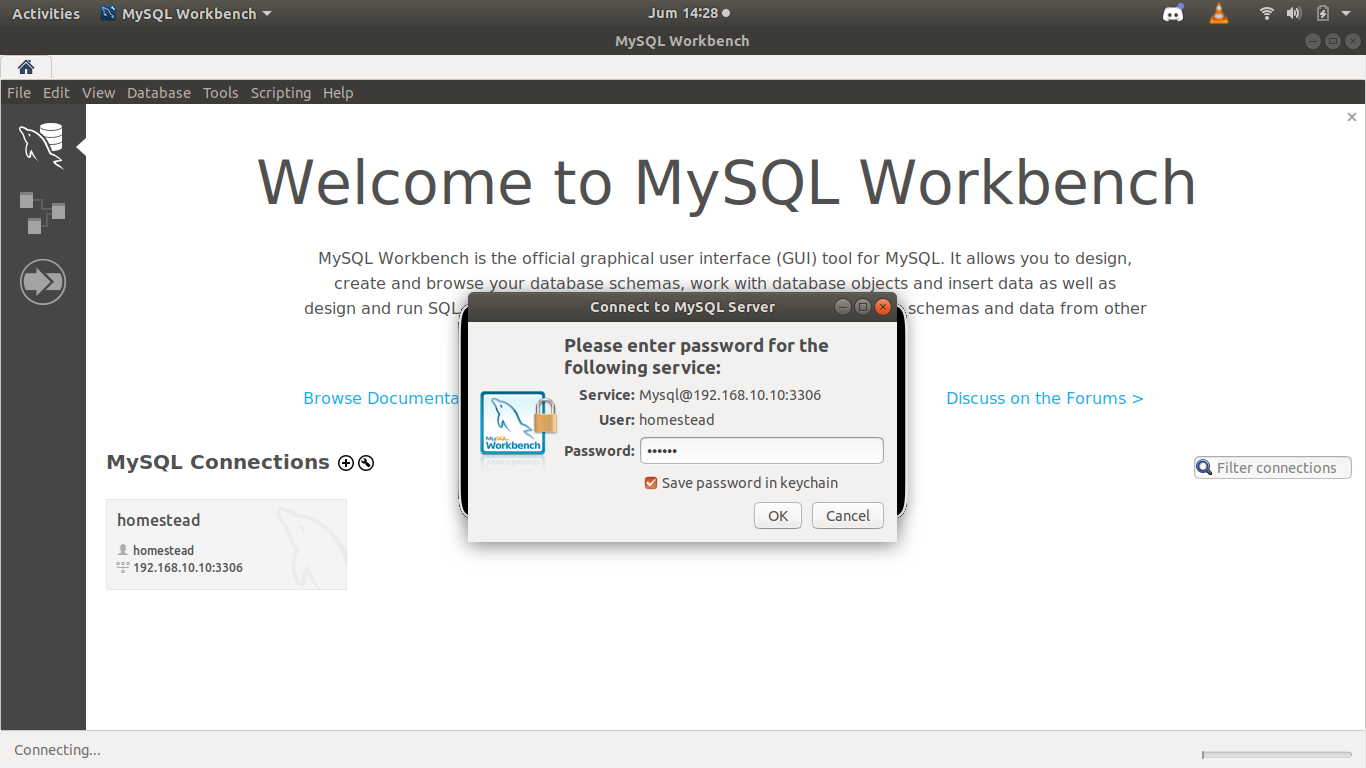 Activities MySQL Workbench Jum 14:28
MySQL Workbench
File Edit View Database Tools Scripting Help
Welcome to MySQL Workbench
MySQL Workbench is the official graphical user interface (GUI) tool for MySQL. It allows you to design,
create and browse your database schemas, work with database objects and insert data as well as
design and run SQL schemas and data from other
Browse Documenta Discuss on the Forums >
Connect to MySQL Server
Please enter password for the
following service:
Service: Mysql@192.168.10.10:3306
User: homestead
Password: ••••••
Save password in keychain
OK Cancel
MySQL Workbench
MySQL Connections
Filter connections
homestead
homestead
192.168.10.10:3306
Connecting...